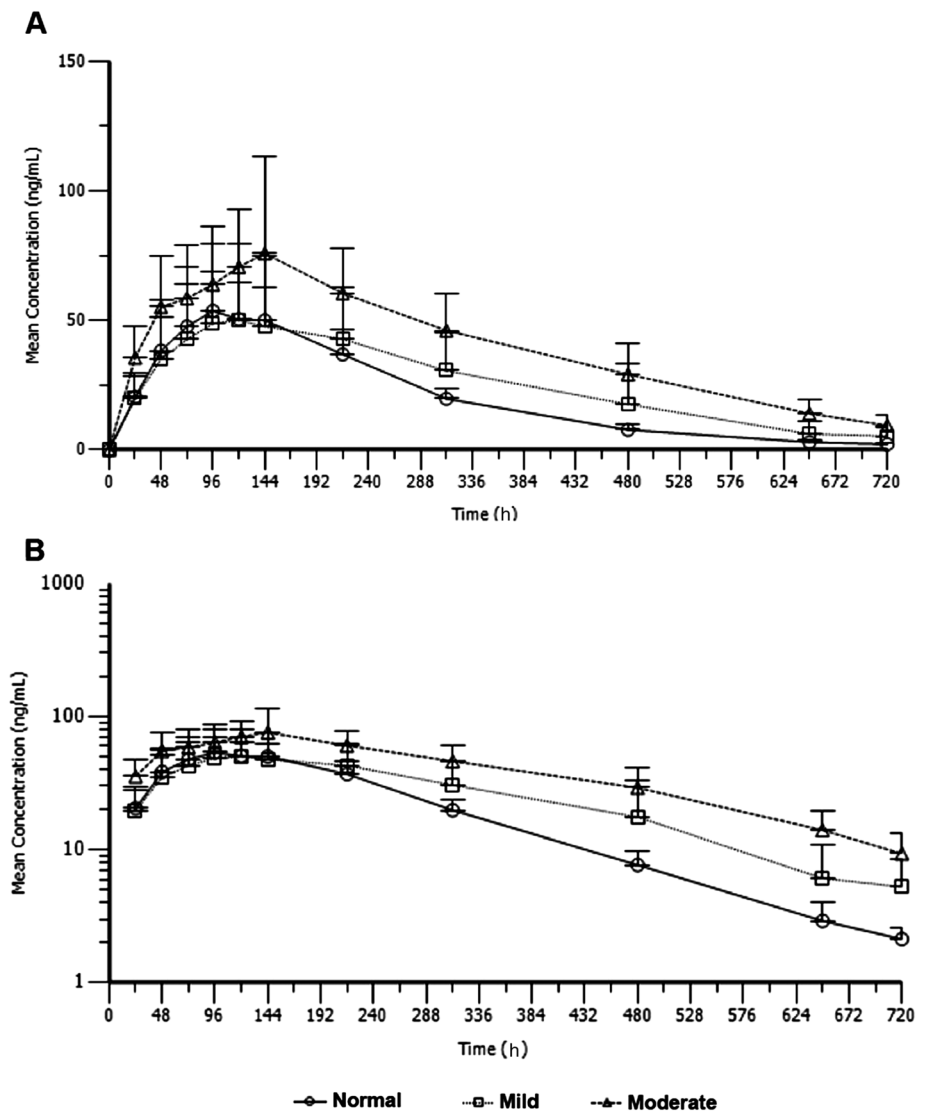 A
150
100
50
0
Mean Concentration (ng/mL)
0 48 96 144 192 240 288 336 384 432 480 528 576 624 672 720
Time (h)
B
1000
100
10
1
Mean Concentration (ng/mL)
0 48 96 144 192 240 288 336 384 432 480 528 576 624 672 720
Time (h)
Normal Mild Moderate